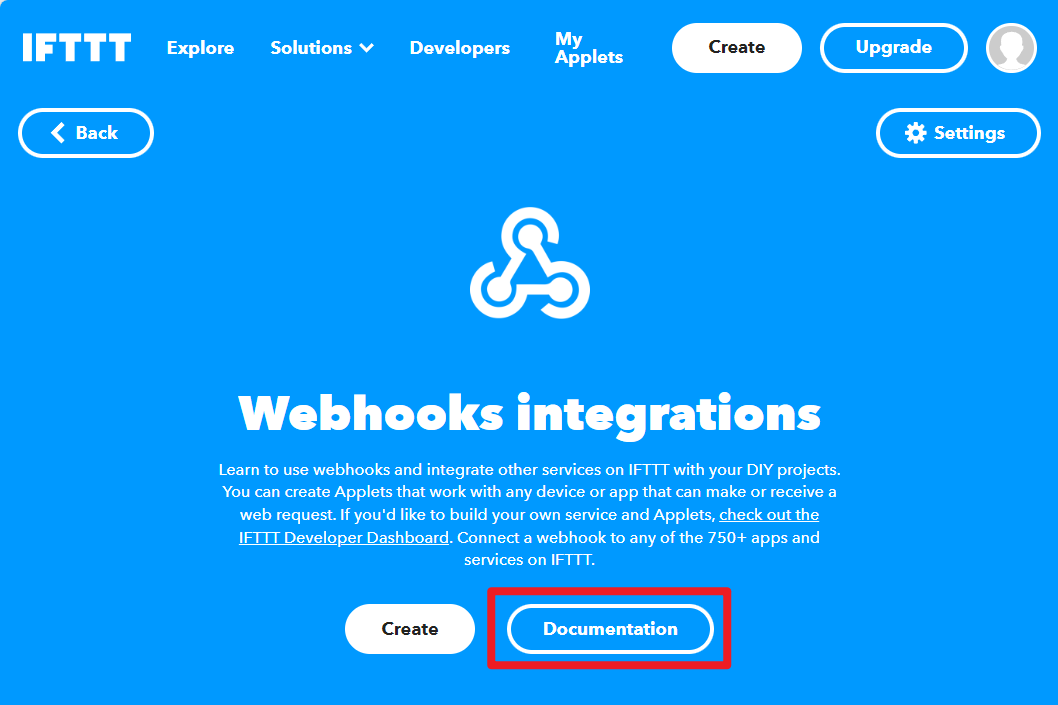 IFTTT Explore Solutions Developers My Applets Create Upgrade
Back Settings
Webhooks integrations
Learn to use webhooks and integrate other services on IFTTT with your DIY projects.
You can create Applets that work with any device or app that can make or receive a
web request. If you'd like to build your own service and Applets, check out the
IFTTT Developer Dashboard. Connect a webhook to any of the 750+ apps and
services on IFTTT.
Create Documentation